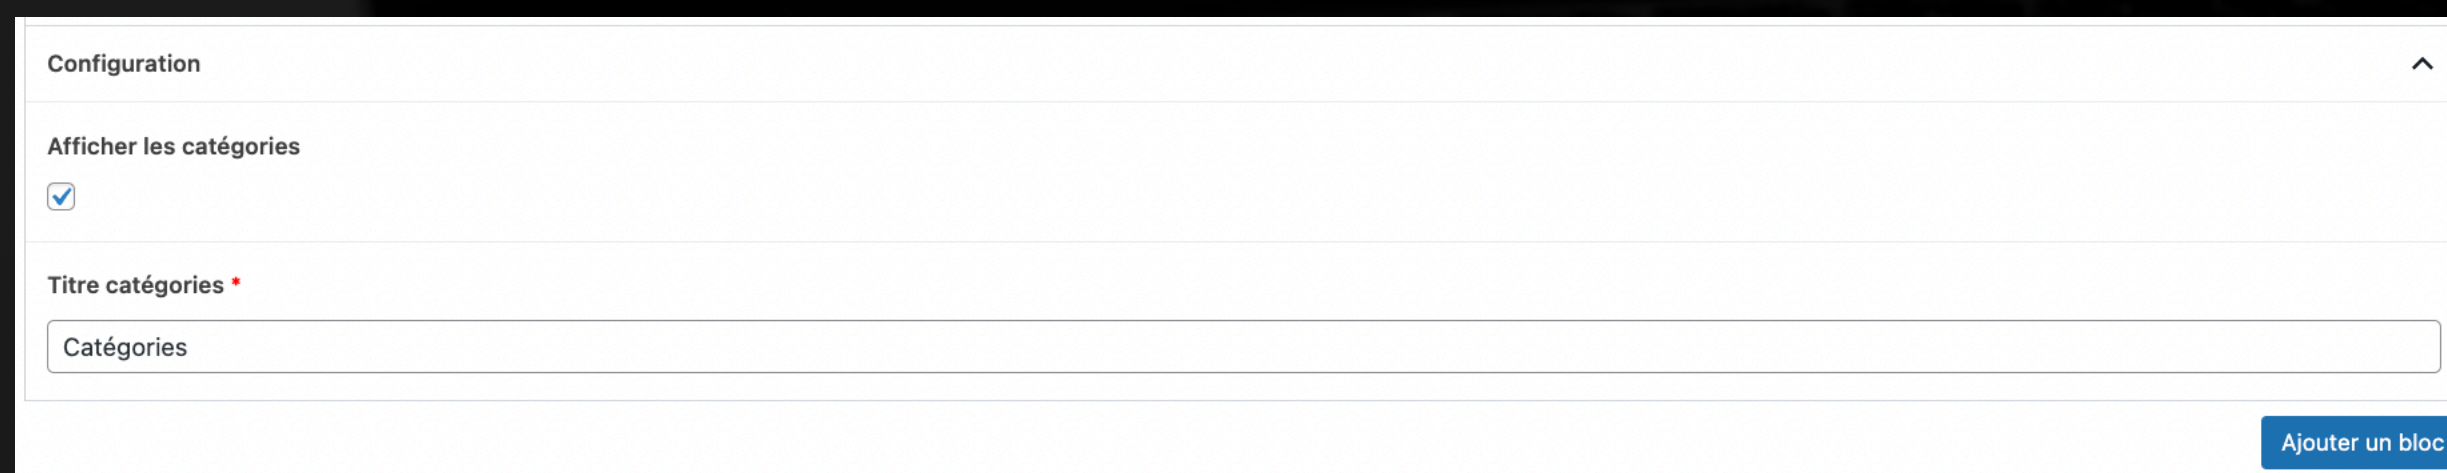 Configuration
Afficher les catégories
Titre catégories *
Catégories
Ajouter un bloc